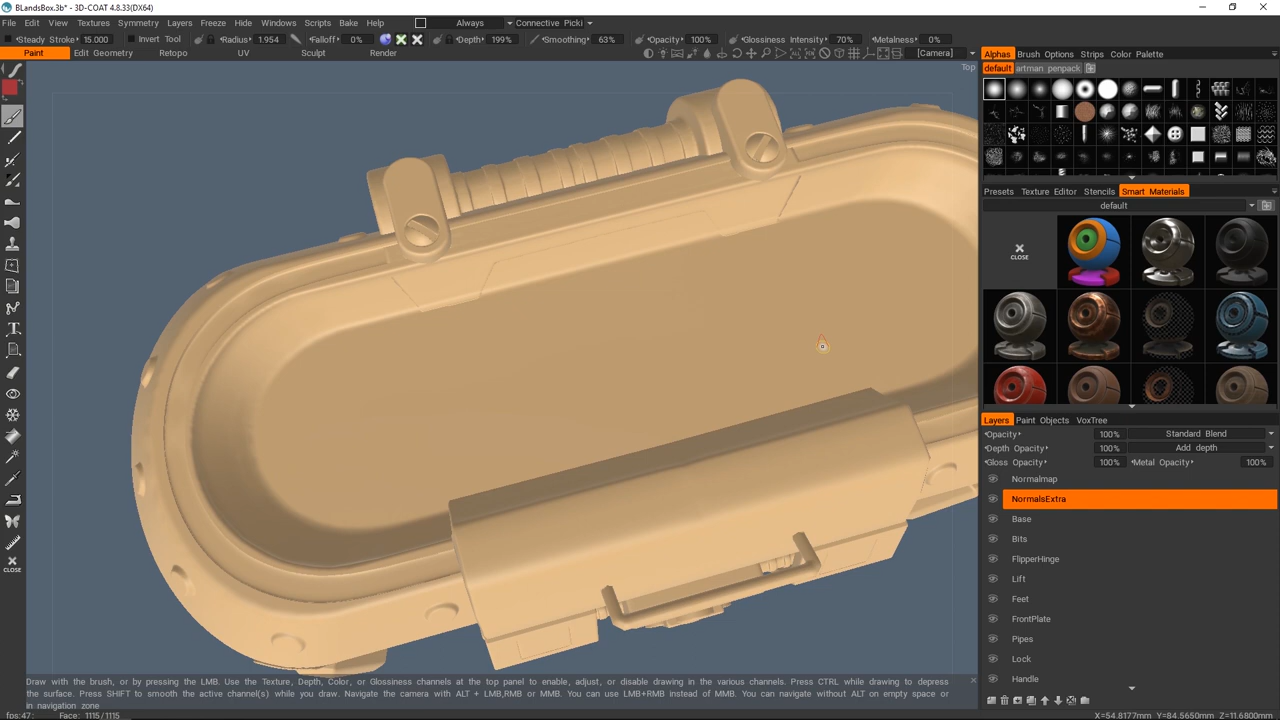 BLandsBox.3b* - 3D-COAT 4.8.33(DX64)
File Edit View Textures Symmetry Layers Freeze Hide Windows Scripts Bake Help Always Connective Picki
Steady Stroke 15.000 Invert Tool Radius 1.954 Falloff 0% Depth 199% Smoothing 63% Opacity 100% Glossiness Intensity 70% Metalness 0%
Paint Edit Geometry Retopo UV Sculpt Render [Camera]
Top
Alphas Brush Options Strips Color Palette
default artman penpack
Presets Texture Editor Stencils Smart Materials
default
CLOSE
Layers Paint Objects VoxTree
Opacity 100% Standard Blend
Depth Opacity 100% Add depth
Gloss Opacity 100% Metal Opacity 100%
Normalmap
NormalsExtra
Base
Bits
FlipperHinge
Lift
Feet
FrontPlate
Pipes
Lock
Handle
CLOSE
Draw with the brush, or by pressing the LMB. Use the Texture, Depth, Color, or Glossiness channels at the top panel to enable, adjust, or disable drawing in the various channels. Press CTRL while drawing to depress
the surface. Press SHIFT to smooth the active channel(s) while you draw. Navigate the camera with ALT + LMB,RMB or MMB. You can use LMB+RMB instead of MMB. You can navigate without ALT on empty space or
in navigation zone
fps:47; Face: 1115/1115 X=54.8177mm Y=84.5650mm Z=11.6800mm